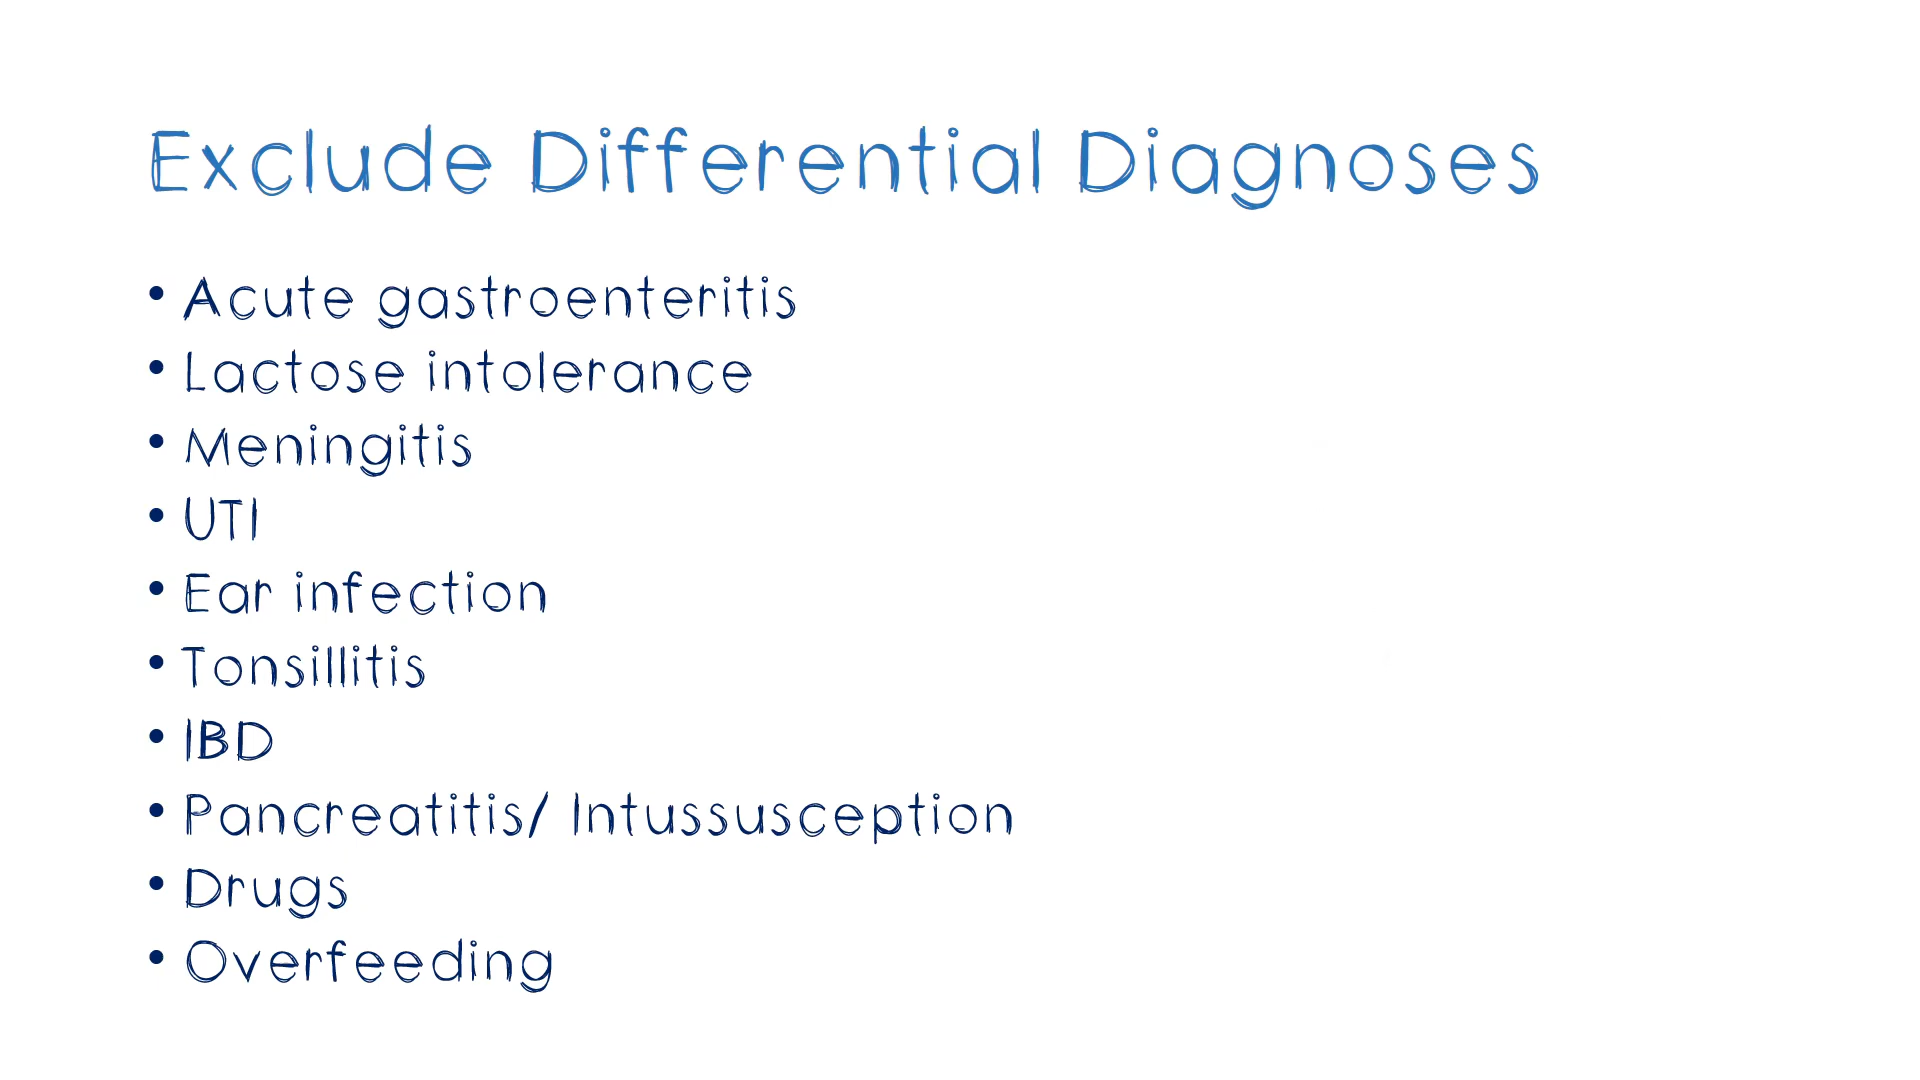 Exclude Differential Diagnoses
• Acute gastroenteritis
• Lactose intolerance
• Meningitis
• UTI
• Ear infection
• Tonsillitis
• IBD
• Pancreatitis/ Intussusception
• Drugs
• Overfeeding